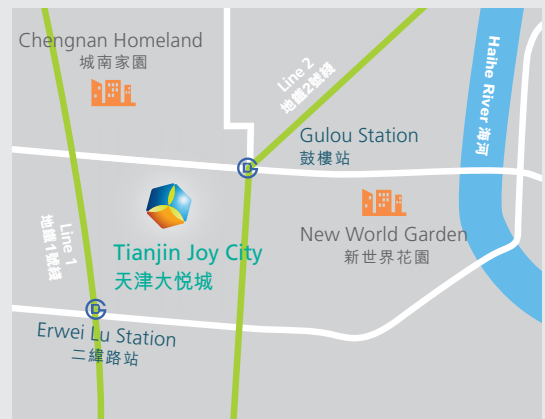 Chengnan Homeland
城南家園
Line 2
地鐵2號綫
Haihe River 海河
Gulou Station
鼓樓站
Line 1
地鐵1號綫
Tianjin Joy City
天津大悦城
New World Garden
新世界花園
Erwei Lu Station
二緯路站